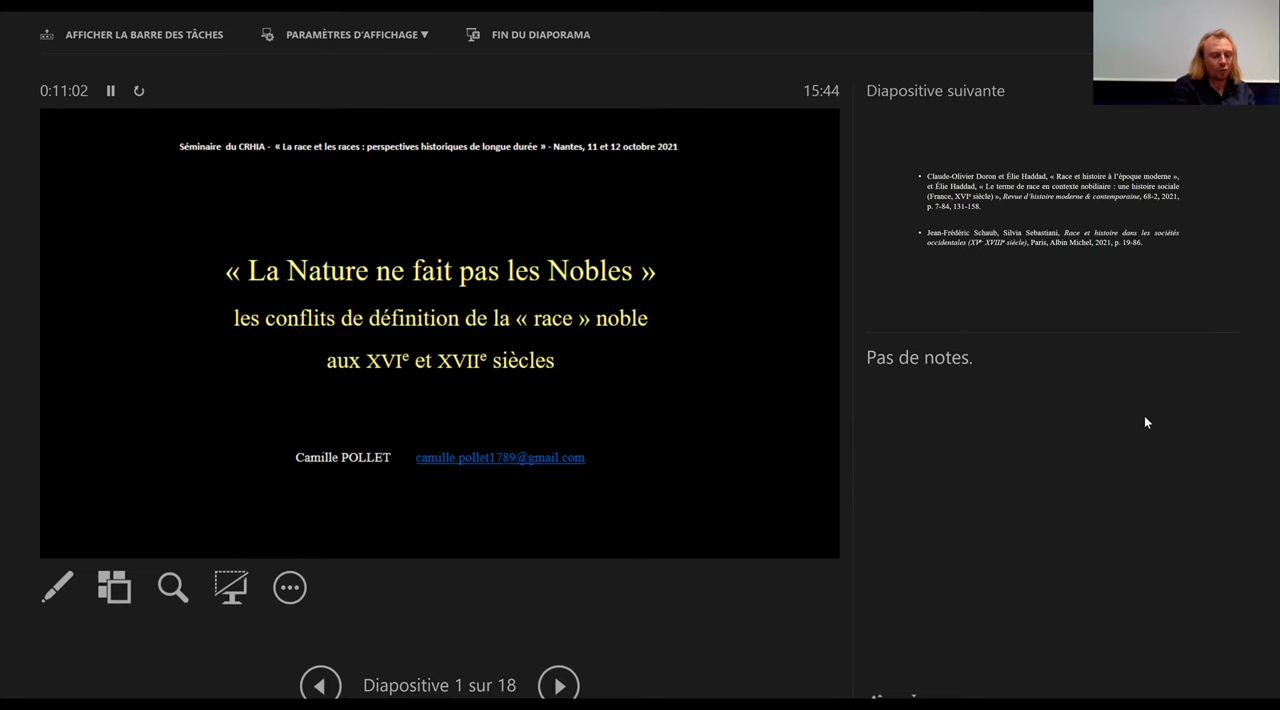 AFFICHER LA BARRE DES TÂCHES
PARAMÈTRES D'AFFICHAGE ▼
FIN DU DIAPORAMA
0:11:02
15:44
Séminaire du CRHIA - « La race et les races : perspectives historiques de longue durée » - Nantes, 11 et 12 octobre 2021
« La Nature ne fait pas les Nobles »
les conflits de définition de la « race » noble
aux XVIe et XVIIe siècles
Camille POLLET camille.pollet1789@gmail.com
Diapositive 1 sur 18
Diapositive suivante
• Claude-Olivier Doron et Élie Haddad, « Race et histoire à l'époque moderne »,
et Élie Haddad, « Le terme de race en contexte nobiliaire : une histoire sociale
(France, XVIe siècle) », Revue d'histoire moderne & contemporaine, 68-2, 2021,
p. 7-84, 131-158.
• Jean-Frédéric Schaub, Silvia Sebastiani, Race et histoire dans les sociétés
occidentales (XVe XVIIIe siècle), Paris, Albin Michel, 2021, p. 19-86.
Pas de notes.